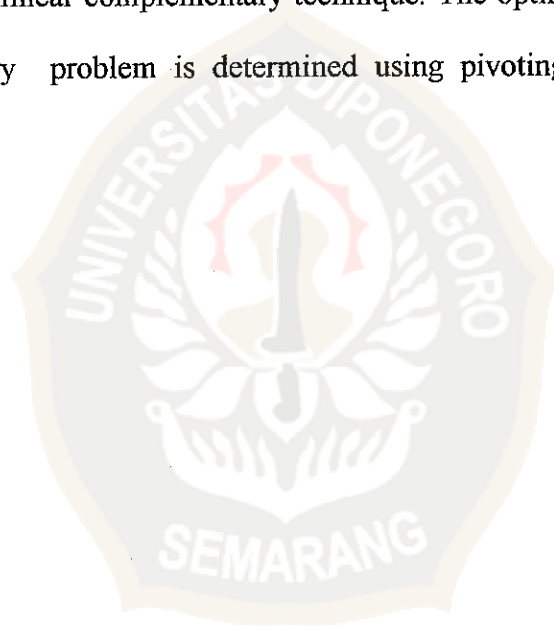 linear complementary technique. The opti
y problem is determined using pivoting
UNIVERSITAS DIPONEGORO
SEMARANG